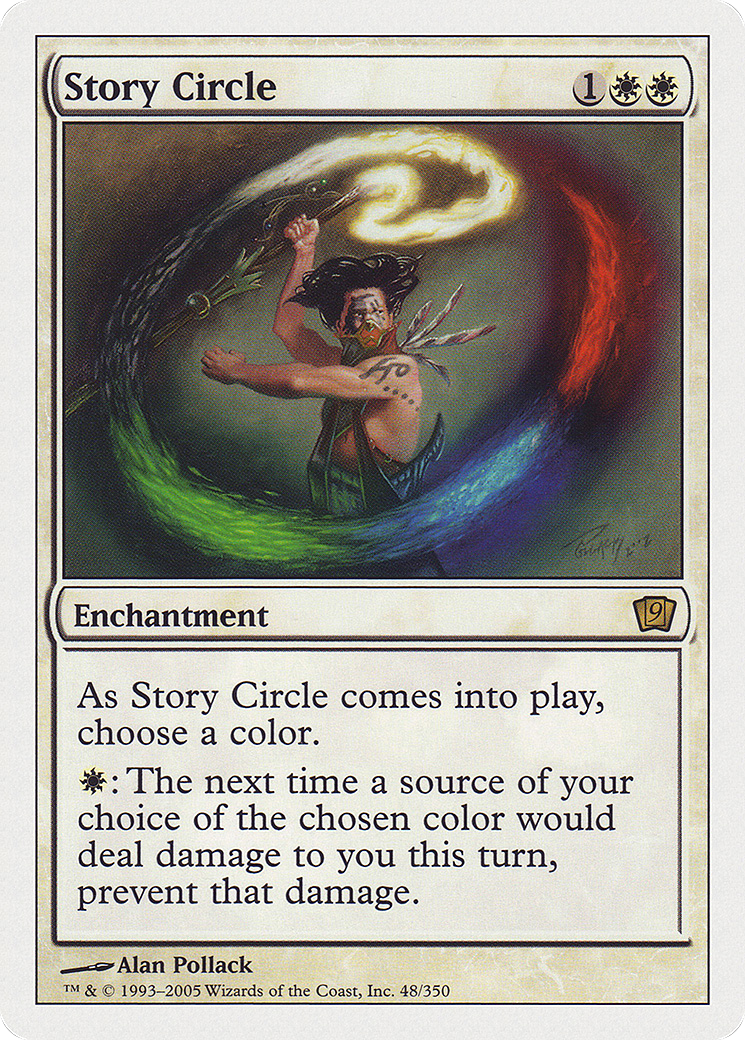 Story Circle 1
Enchantment 9
As Story Circle comes into play,
choose a color.
: The next time a source of your
choice of the chosen color would
deal damage to you this turn,
prevent that damage.
Alan Pollack
™ & © 1993–2005 Wizards of the Coast, Inc. 48/350